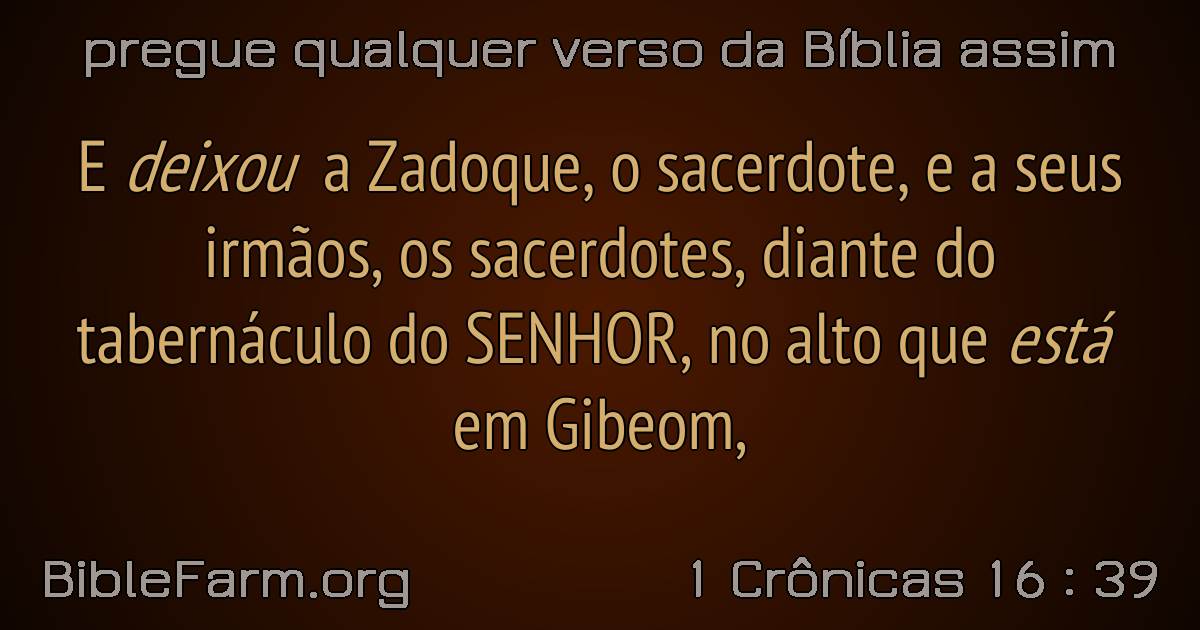 pregue qualquer verso da Bíblia assim
E deixou a Zadoque, o sacerdote, e a seus
irmãos, os sacerdotes, diante do
tabernáculo do SENHOR, no alto que está
em Gibeom,
BibleFarm.org
1 Crônicas 16 : 39